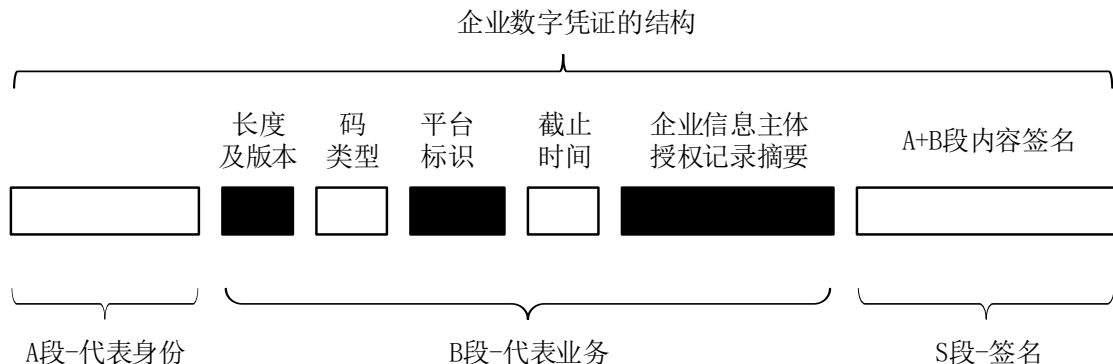 企业数字凭证的结构
长度
及版本
码
类型
平台
标识
截止
时间
企业信息主体
授权记录摘要
A+B段内容签名
A段-代表身份
B段-代表业务
S段-签名